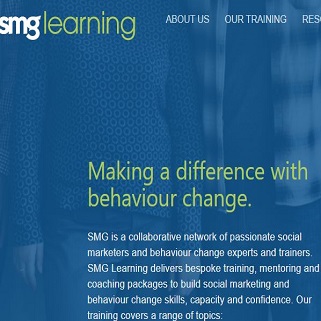 smg learning
ABOUT US OUR TRAINING RESO
Making a difference with
behaviour change.
SMG is a collaborative network of passionate social
marketers and behaviour change experts and trainers.
SMG Learning delivers bespoke training, mentoring and
coaching packages to build social marketing and
behaviour change skills, capacity and confidence. Our
training covers a range of topics: